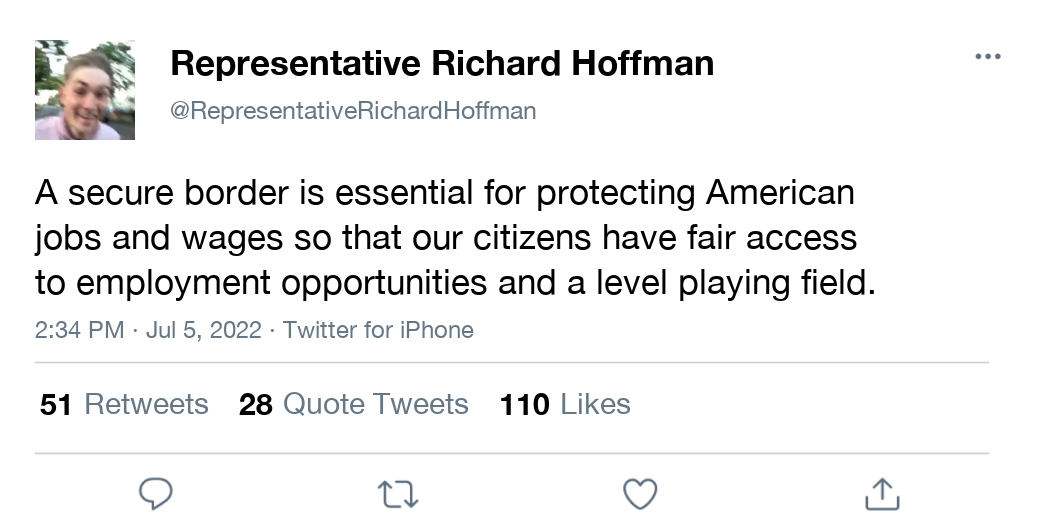 Representative Richard Hoffman
@RepresentativeRichardHoffman
A secure border is essential for protecting American
jobs and wages so that our citizens have fair access
to employment opportunities and a level playing field.
2:34 PM · Jul 5, 2022 · Twitter for iPhone
51 Retweets 28 Quote Tweets 110 Likes